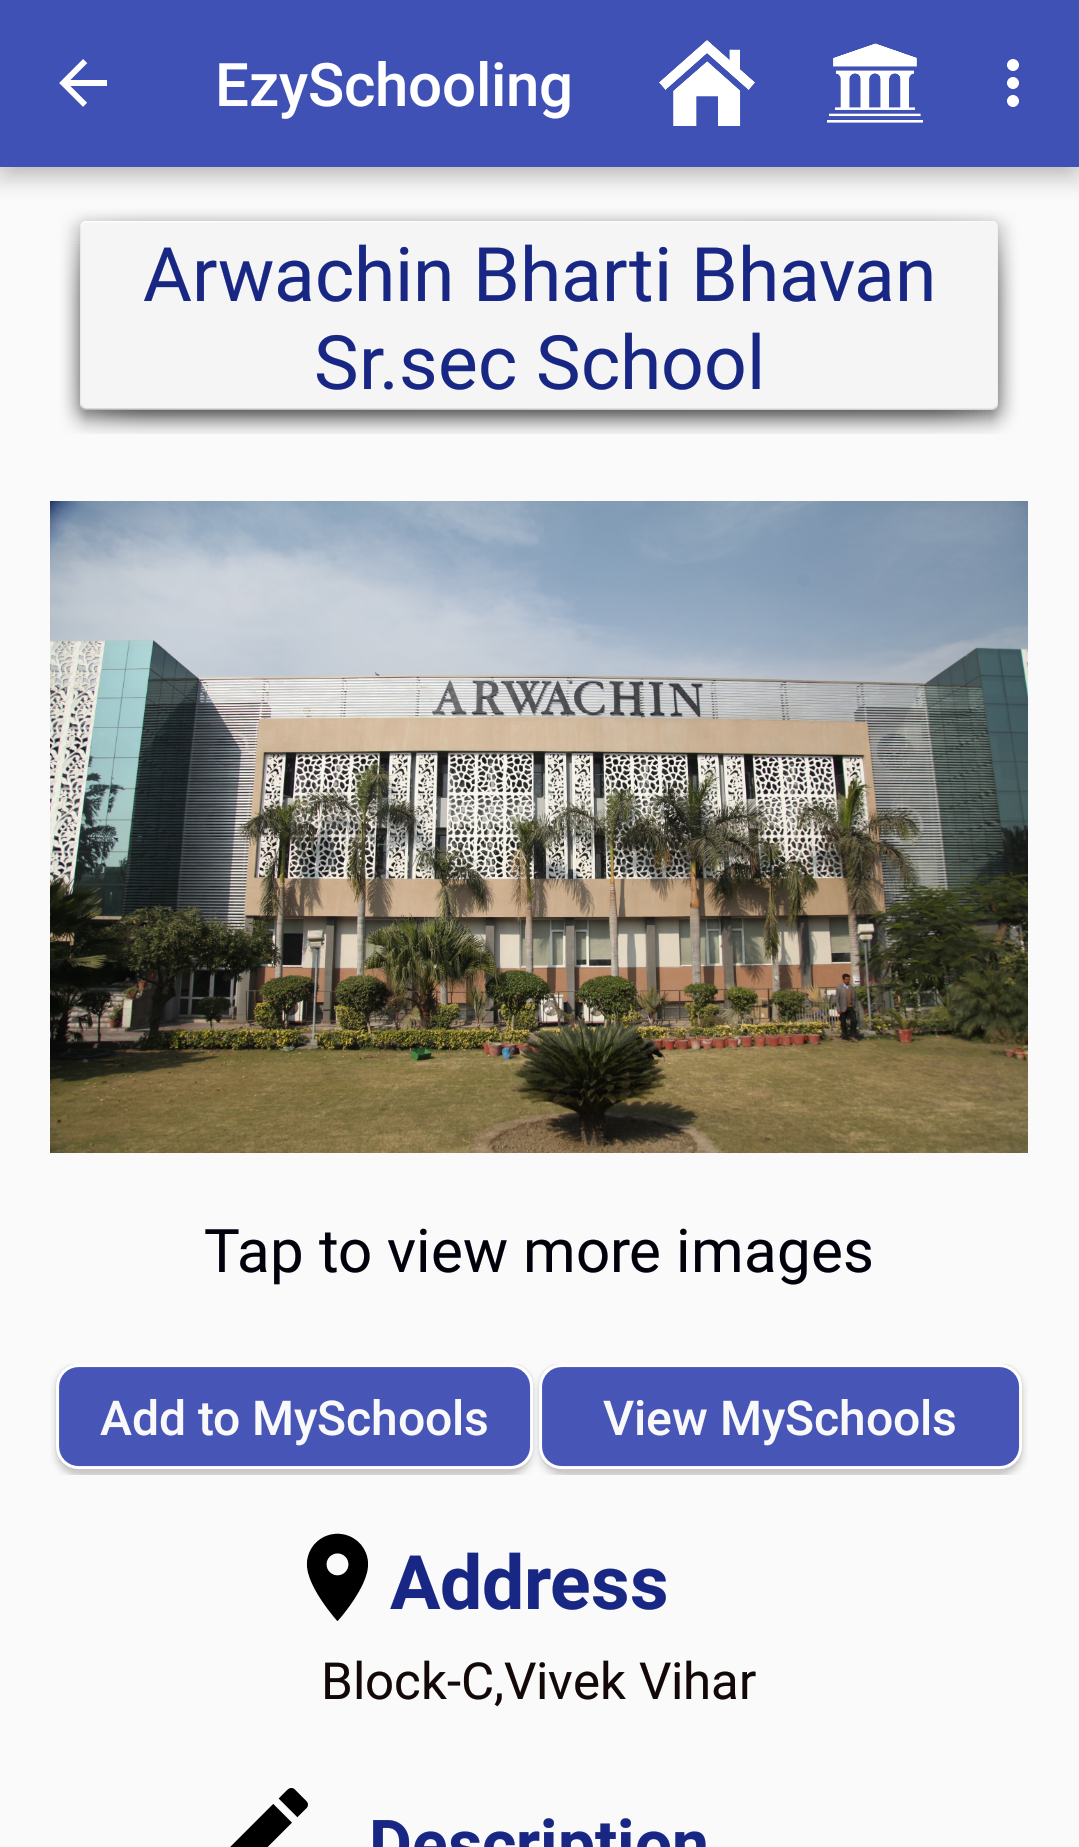 EzySchooling
Arwachin Bharti Bhavan
Sr.sec School
ARWACHIN
Tap to view more images
Add to MySchools
View MySchools
Address
Block-C,Vivek Vihar
Description